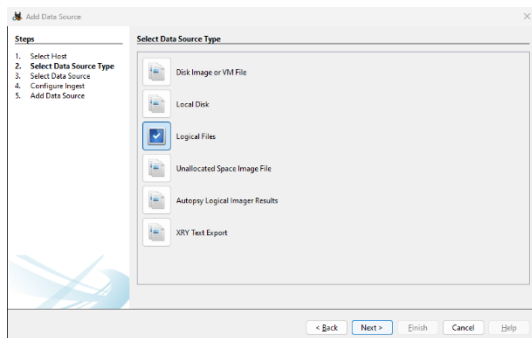 Add Data Source
Steps
1. Select Host
2. Select Data Source Type
3. Select Data Source
4. Configure Ingest
5. Add Data Source
Select Data Source Type
Disk Image or VM File
Local Disk
Logical Files
Unallocated Space Image File
Autopsy Logical Imager Results
XRY Text Export
< Back
Next >
Finish
Cancel
Help